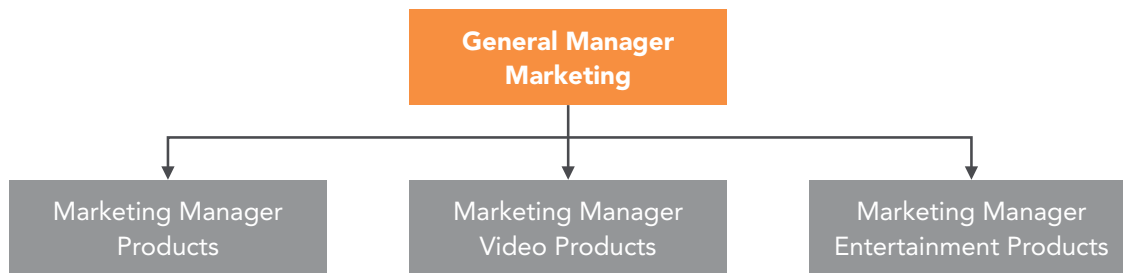 General Manager
Marketing
Marketing Manager
Products
Marketing Manager
Video Products
Marketing Manager
Entertainment Products